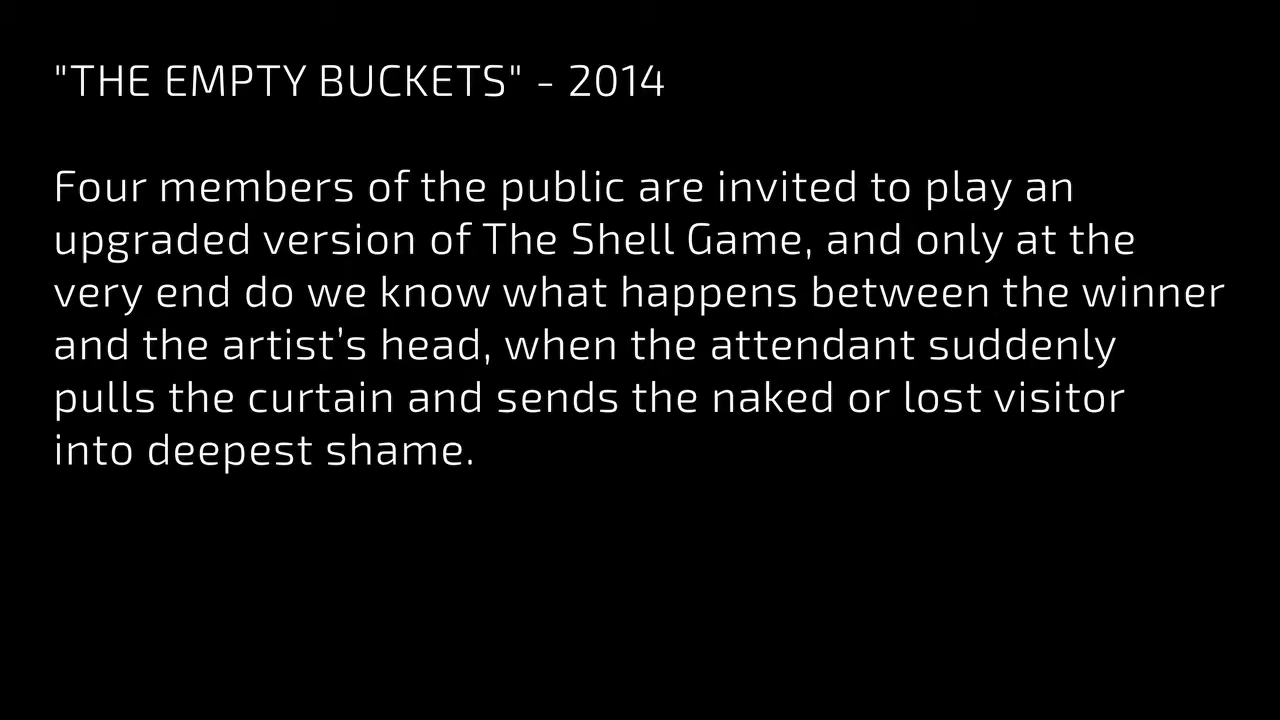 "THE EMPTY BUCKETS" - 2014
Four members of the public are invited to play an
upgraded version of The Shell Game, and only at the
very end do we know what happens between the winner
and the artist’s head, when the attendant suddenly
pulls the curtain and sends the naked or lost visitor
into deepest shame.